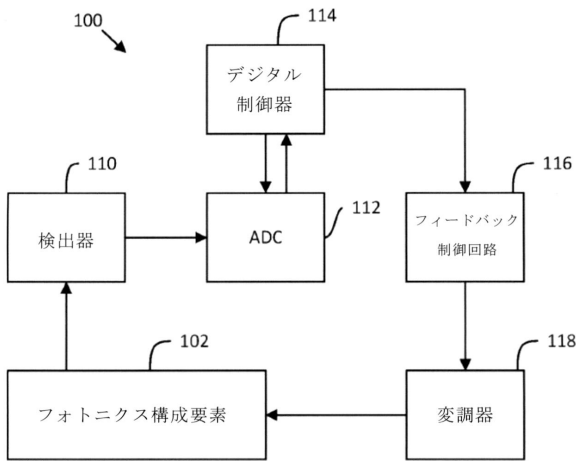 100
114
デジタル
制御器
110
検出器
ADC
112
116
フィードバック
制御回路
102
フォトニクス構成要素
118
変調器